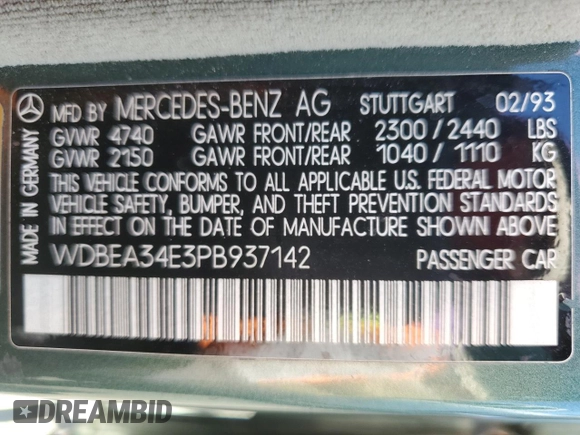 MFD BY MERCEDES-BENZ AG STUTTGART 02/93
GVWR 4740 GAWR FRONT/REAR 2300/2440 LBS
GVWR 2150 GAWR FRONT/REAR 1040/1110 KG
THIS VEHICLE CONFORMS TO ALL APPLICABLE U.S. FEDERAL MOTOR
VEHICLE SAFETY, BUMPER, AND THEFT PREVENTION STANDARDS
IN EFFECT ON THE DATE OF MANUFACTURE SHOWN ABOVE.
WDBEA34E3PB937142 PASSENGER CAR
MADE IN GERMANY
DREAMBID